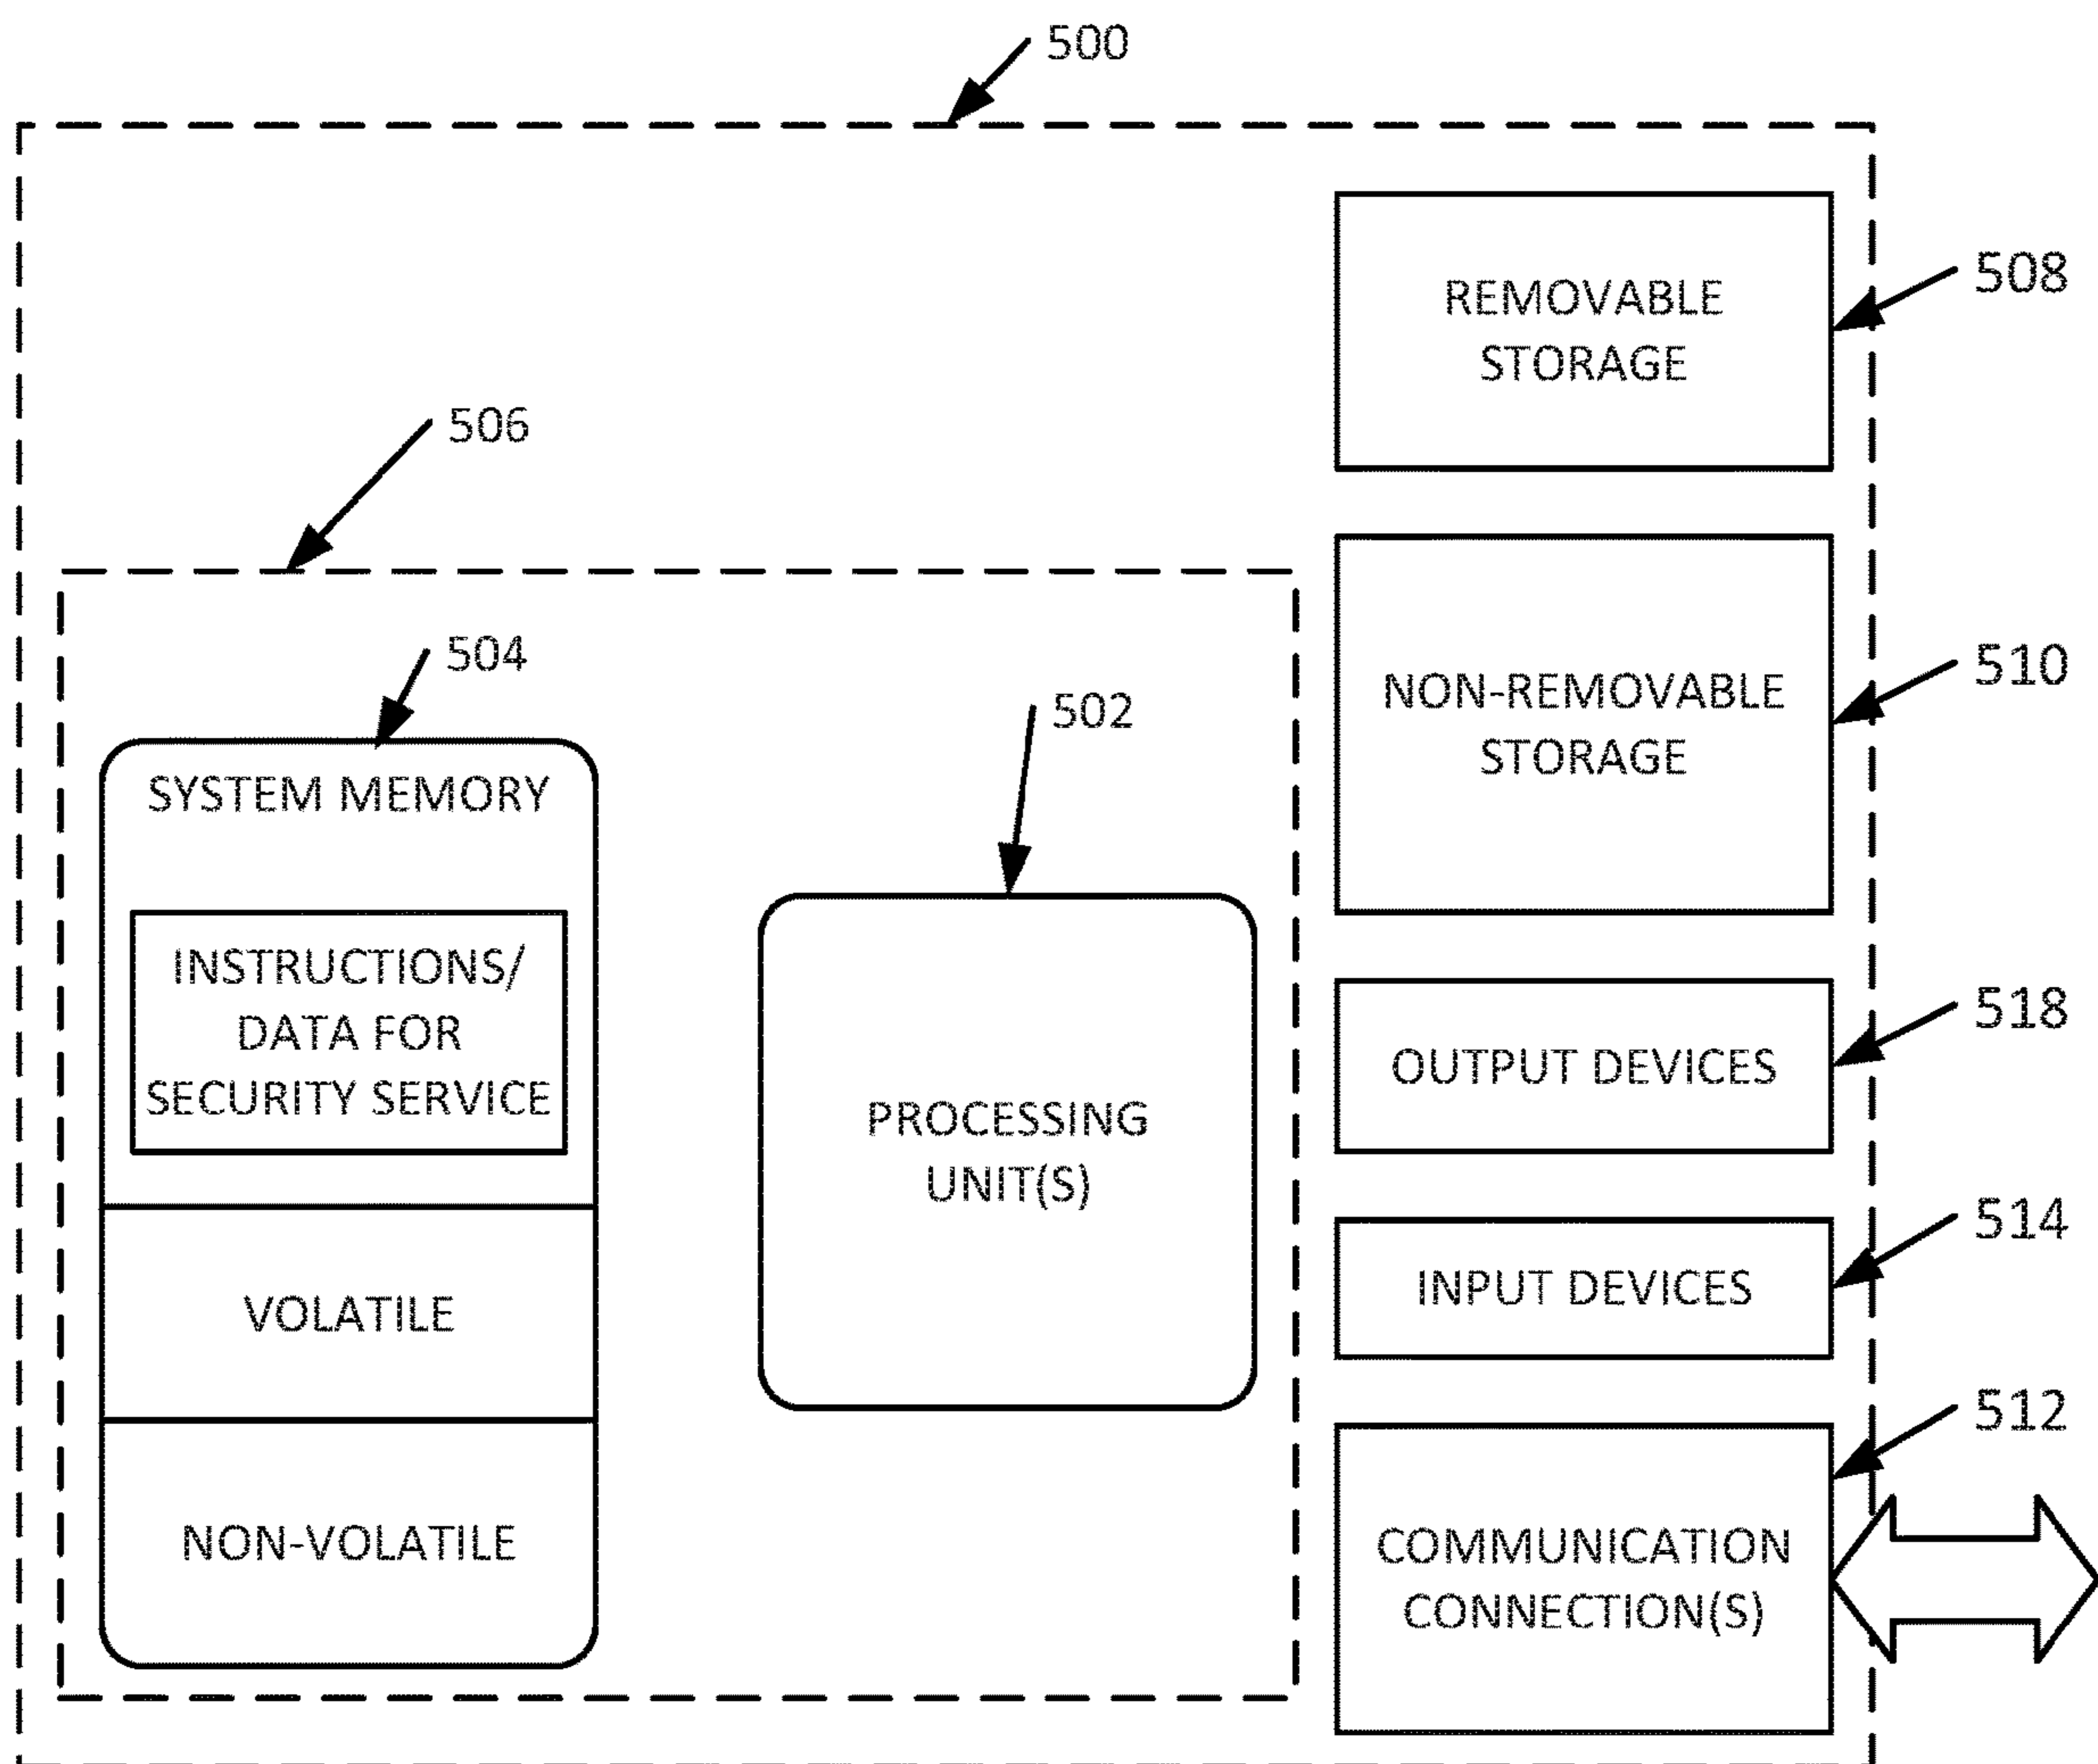 500
REMOVABLE
STORAGE
508
506
NON-REMOVABLE
STORAGE
510
504
SYSTEM MEMORY
502
INSTRUCTIONS/
DATA FOR
SECURITY SERVICE
PROCESSING
UNIT(S)
OUTPUT DEVICES
518
INPUT DEVICES
514
VOLATILE
NON-VOLATILE
COMMUNICATION
CONNECTION(S)
512